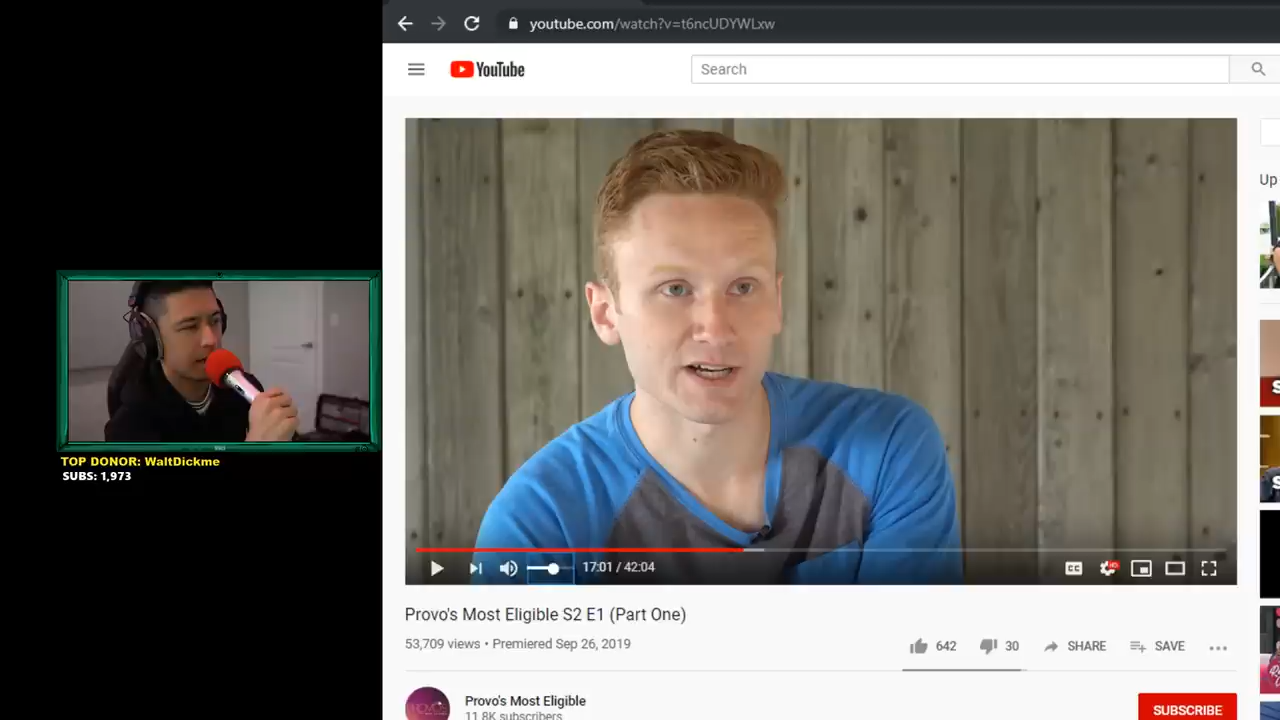 youtube.com/watch?v=t6ncUDYWLxw
YouTube
Search
Up
17:01 / 42:04
CC
HD
TOP DONOR: WaltDickme
SUBS: 1,973
Provo's Most Eligible S2 E1 (Part One)
53,709 views • Premiered Sep 26, 2019
642
30
SHARE
SAVE
Provo's Most Eligible
11.8K subscribers
SUBSCRIBE